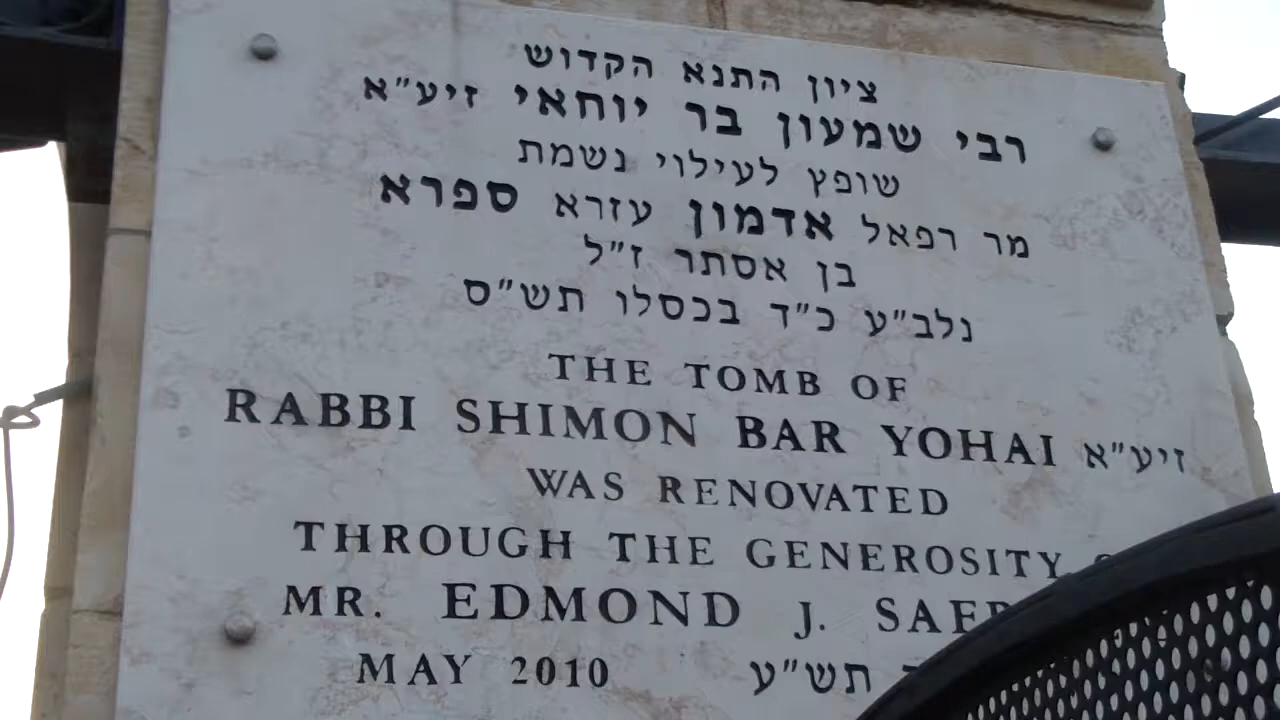 ציון התנא הקדוש
רבי שמעון בר יוחאי זיע״א
שופץ לעילוי נשמת
מר רפאל אדמון עזרא ספרא
בן אסתר ז״ל
נלב״ע כ״ד בכסלו תש״ס
THE TOMB OF
RABBI SHIMON BAR YOHAI זיע״א
WAS RENOVATED
THROUGH THE GENEROSITY
MR. EDMOND J.
MAY 2010 תש״ע